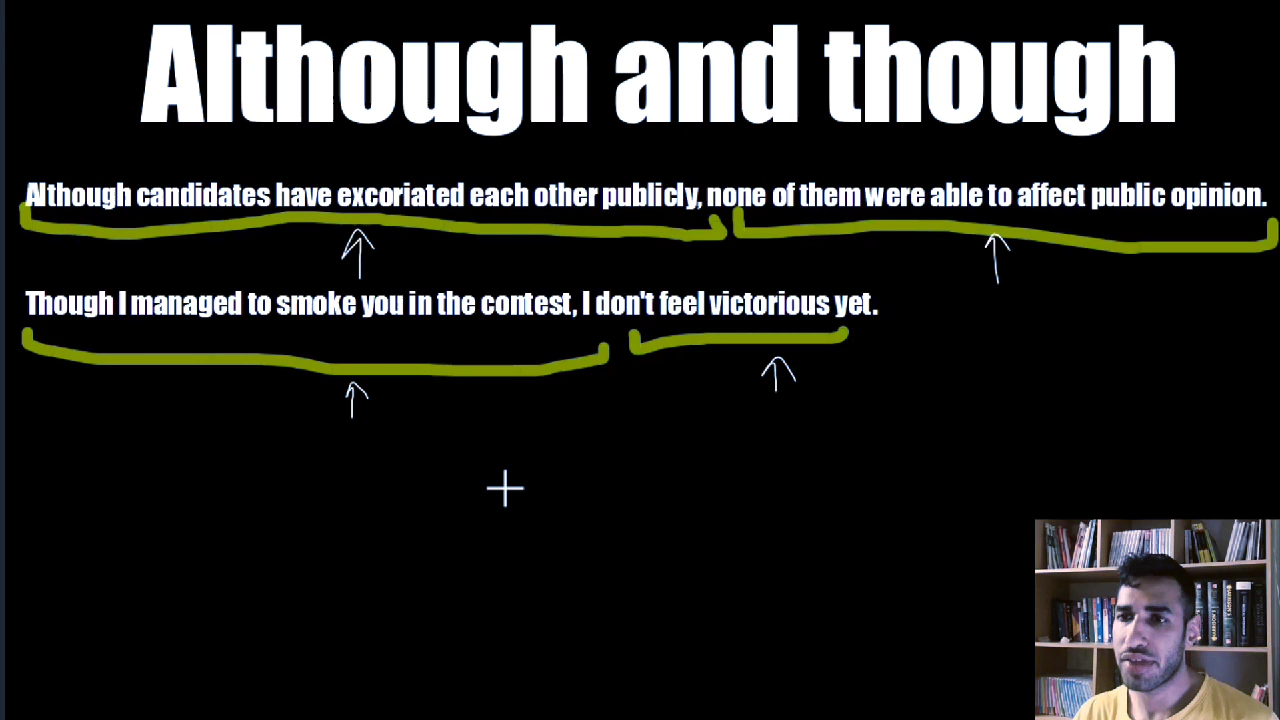 Although and though
Although candidates have excoriated each other publicly, none of them were able to affect public opinion.
Though I managed to smoke you in the contest, I don't feel victorious yet.